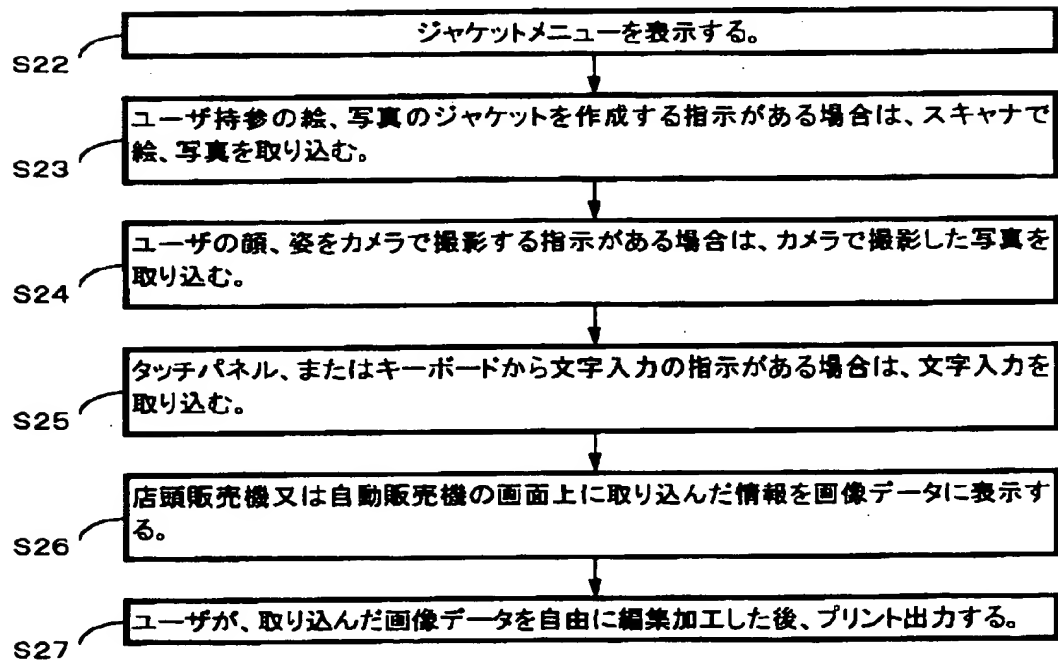 ジャケットメニューを表示する。
S22
ユーザ持参の絵、写真のジャケットを作成する指示がある場合は、スキャナで
絵、写真を取り込む。
S23
ユーザの顔、姿をカメラで撮影する指示がある場合は、カメラで撮影した写真を
取り込む。
S24
タッチパネル、またはキーボードから文字入力の指示がある場合は、文字入力を
取り込む。
S25
店頭販売機又は自動販売機の画面上に取り込んだ情報を画像データに表示す
る。
S26
ユーザが、取り込んだ画像データを自由に編集加工した後、プリント出力する。
S27